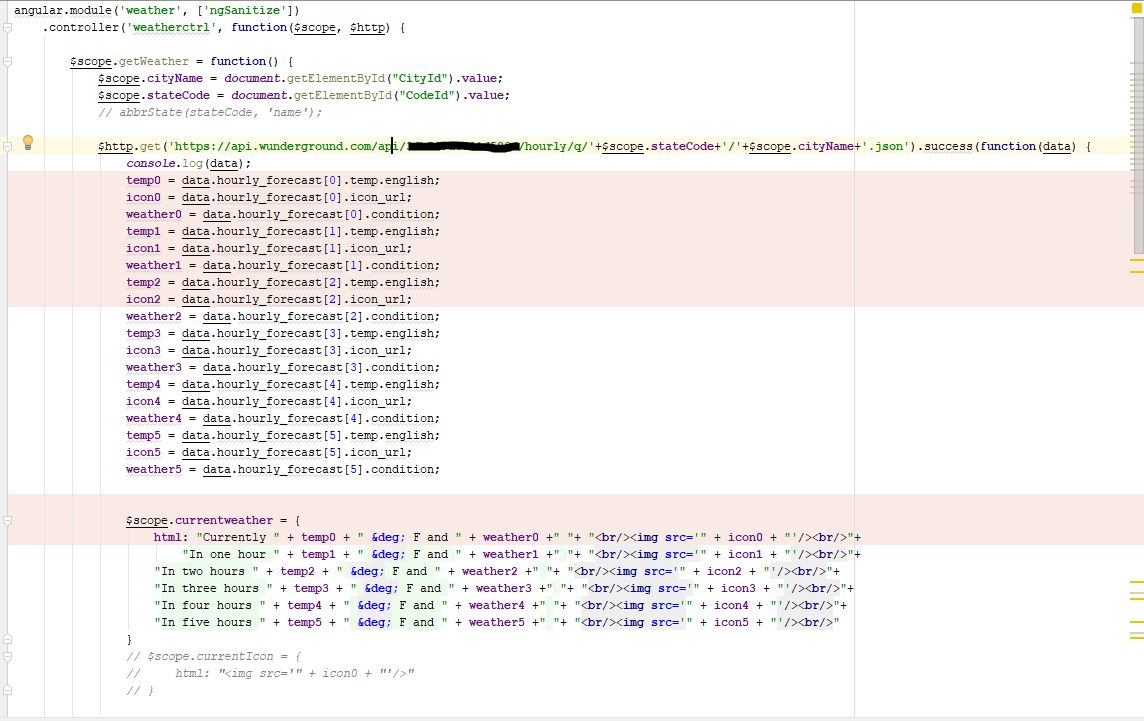 angular.module('weather', ['ngSanitize'])
.controller('weatherctrl', function($scope, $http) {
$scope.getWeather = function() {
$scope.cityName = document.getElementById("CityId").value;
$scope.stateCode = document.getElementById("CodeId").value;
// abbrState(stateCode, 'name');
$http.get('https://api.wunderground.com/api/ /hourly/q/'+$scope.stateCode+'/'+$scope.cityName+'.json').success(function(data) {
console.log(data);
temp0 = data.hourly_forecast[0].temp.english;
icon0 = data.hourly_forecast[0].icon_url;
weather0 = data.hourly_forecast[0].condition;
temp1 = data.hourly_forecast[1].temp.english;
icon1 = data.hourly_forecast[1].icon_url;
weather1 = data.hourly_forecast[1].condition;
temp2 = data.hourly_forecast[2].temp.english;
icon2 = data.hourly_forecast[2].icon_url;
weather2 = data.hourly_forecast[2].condition;
temp3 = data.hourly_forecast[3].temp.english;
icon3 = data.hourly_forecast[3].icon_url;
weather3 = data.hourly_forecast[3].condition;
temp4 = data.hourly_forecast[4].temp.english;
icon4 = data.hourly_forecast[4].icon_url;
weather4 = data.hourly_forecast[4].condition;
temp5 = data.hourly_forecast[5].temp.english;
icon5 = data.hourly_forecast[5].icon_url;
weather5 = data.hourly_forecast[5].condition;
$scope.currentweather = {
html: "Currently " + temp0 + " &deg; F and " + weather0 +" "+ "<br/><img src='" + icon0 + "'/><br/>"+
"In one hour " + temp1 + " &deg; F and " + weather1 +" "+ "<br/><img src='" + icon1 + "'/><br/>"+
"In two hours " + temp2 + " &deg; F and " + weather2 +" "+ "<br/><img src='" + icon2 + "'/><br/>"+
"In three hours " + temp3 + " &deg; F and " + weather3 +" "+ "<br/><img src='" + icon3 + "'/><br/>"+
"In four hours " + temp4 + " &deg; F and " + weather4 +" "+ "<br/><img src='" + icon4 + "'/><br/>"+
"In five hours " + temp5 + " &deg; F and " + weather5 +" "+ "<br/><img src='" + icon5 + "'/><br/>"
}
// $scope.currentIcon = {
// html: "<img src='" + icon0 + "'/>"
// }